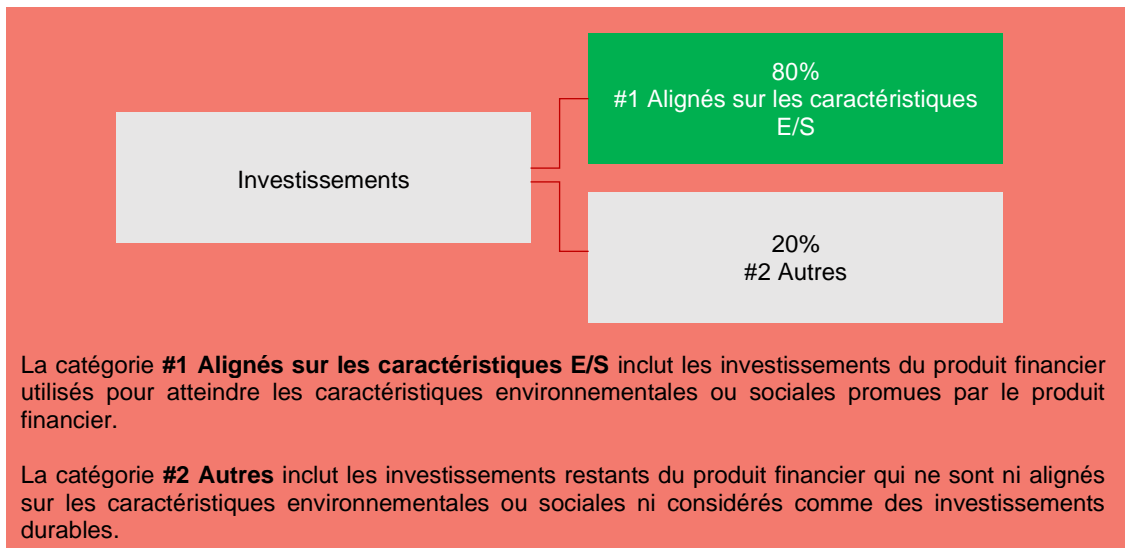 80%
#1 Alignés sur les caractéristiques
E/S
Investissements
20%
#2 Autres
La catégorie #1 Alignés sur les caractéristiques E/S inclut les investissements du produit financier
utilisés pour atteindre les caractéristiques environnementales ou sociales promues par le produit
financier.
La catégorie #2 Autres inclut les investissements restants du produit financier qui ne sont ni alignés
sur les caractéristiques environnementales ou sociales ni considérés comme des investissements
durables.